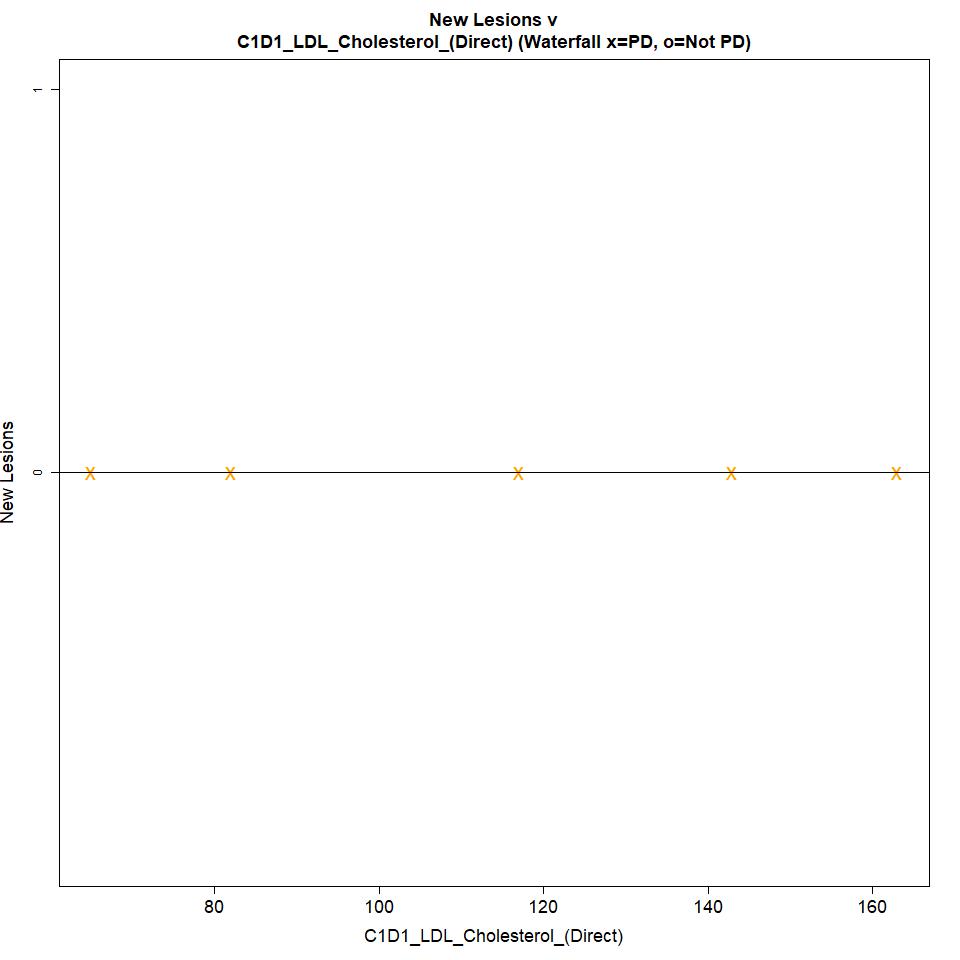 New Lesions v
C1D1_LDL_Cholesterol_(Direct) (Waterfall x=PD, o=Not PD)
1
New Lesions
0
x x x x x
80 100 120 140 160
C1D1_LDL_Cholesterol_(Direct)